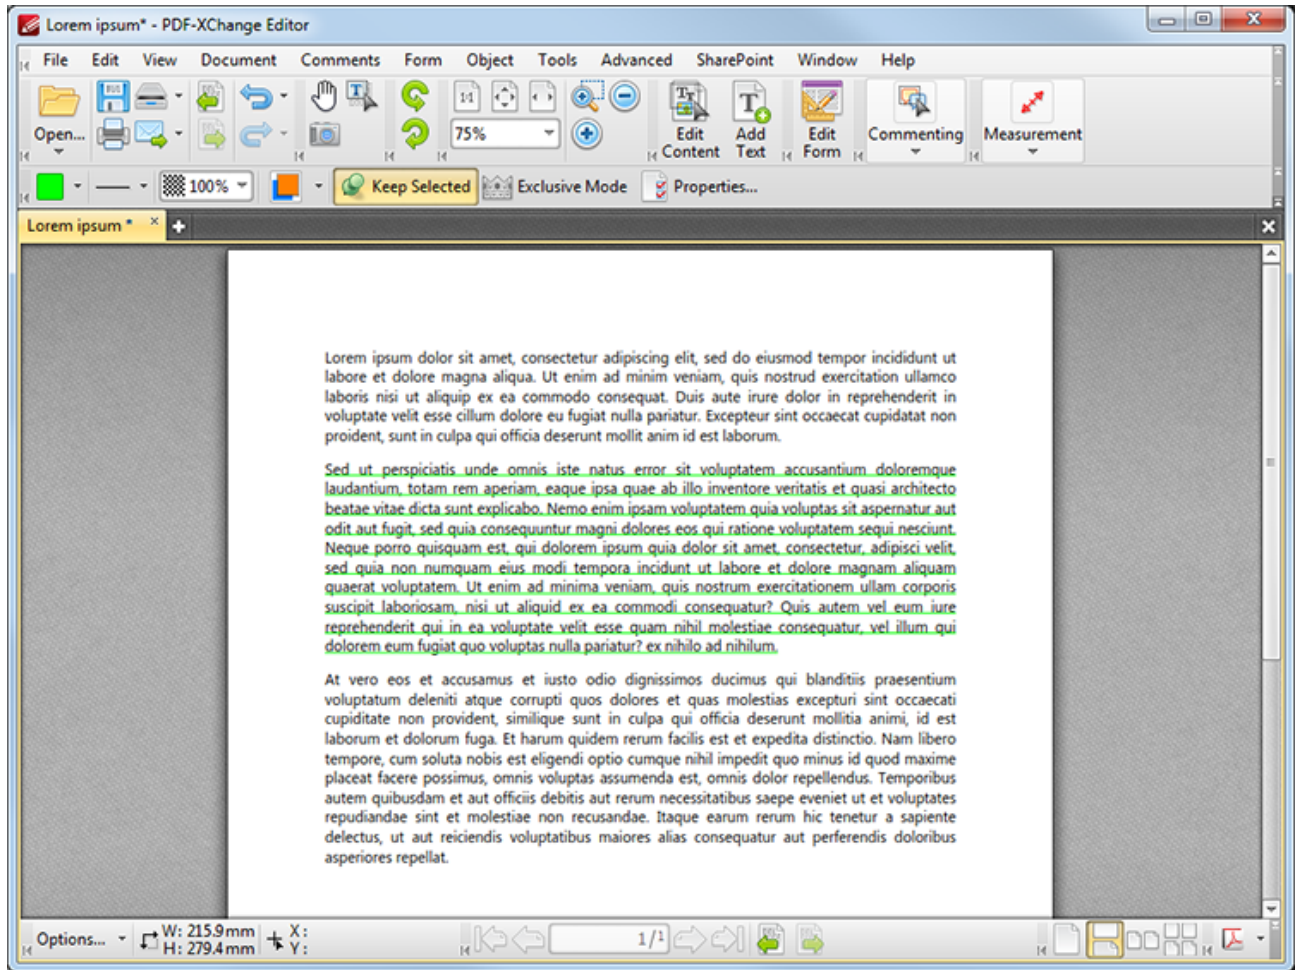 Lorem ipsum* - PDF-XChange Editor
File Edit View Document Comments Form Object Tools Advanced SharePoint Window Help
Open...
1:1
75%
Edit Content
Add Text
Edit Form
Commenting
Measurement
100%
Keep Selected
Exclusive Mode
Properties...
Lorem ipsum *
Lorem ipsum dolor sit amet, consectetur adipiscing elit, sed do eiusmod tempor incididunt ut
labore et dolore magna aliqua. Ut enim ad minim veniam, quis nostrud exercitation ullamco
laboris nisi ut aliquip ex ea commodo consequat. Duis aute irure dolor in reprehenderit in
voluptate velit esse cillum dolore eu fugiat nulla pariatur. Excepteur sint occaecat cupidatat non
proident, sunt in culpa qui officia deserunt mollit anim id est laborum.
Sed ut perspiciatis unde omnis iste natus error sit voluptatem accusantium doloremque
laudantium, totam rem aperiam, eaque ipsa quae ab illo inventore veritatis et quasi architecto
beatae vitae dicta sunt explicabo. Nemo enim ipsam voluptatem quia voluptas sit aspernatur aut
odit aut fugit, sed quia consequuntur magni dolores eos qui ratione voluptatem sequi nesciunt.
Neque porro quisquam est, qui dolorem ipsum quia dolor sit amet, consectetur, adipisci velit,
sed quia non numquam eius modi tempora incidunt ut labore et dolore magnam aliquam
quaerat voluptatem. Ut enim ad minima veniam, quis nostrum exercitationem ullam corporis
suscipit laboriosam, nisi ut aliquid ex ea commodi consequatur? Quis autem vel eum iure
reprehenderit qui in ea voluptate velit esse quam nihil molestiae consequatur, vel illum qui
dolorem eum fugiat quo voluptas nulla pariatur? ex nihilo ad nihilum.
At vero eos et accusamus et iusto odio dignissimos ducimus qui blanditiis praesentium
voluptatum deleniti atque corrupti quos dolores et quas molestias excepturi sint occaecati
cupiditate non provident, similique sunt in culpa qui officia deserunt mollitia animi, id est
laborum et dolorum fuga. Et harum quidem rerum facilis est et expedita distinctio. Nam libero
tempore, cum soluta nobis est eligendi optio cumque nihil impedit quo minus id quod maxime
placeat facere possimus, omnis voluptas assumenda est, omnis dolor repellendus. Temporibus
autem quibusdam et aut officiis debitis aut rerum necessitatibus saepe eveniet ut et voluptates
repudiandae sint et molestiae non recusandae. Itaque earum rerum hic tenetur a sapiente
delectus, ut aut reiciendis voluptatibus maiores alias consequatur aut perferendis doloribus
asperiores repellat.
Options...
W: 215.9 mm
H: 279.4 mm
X:
Y:
1/1